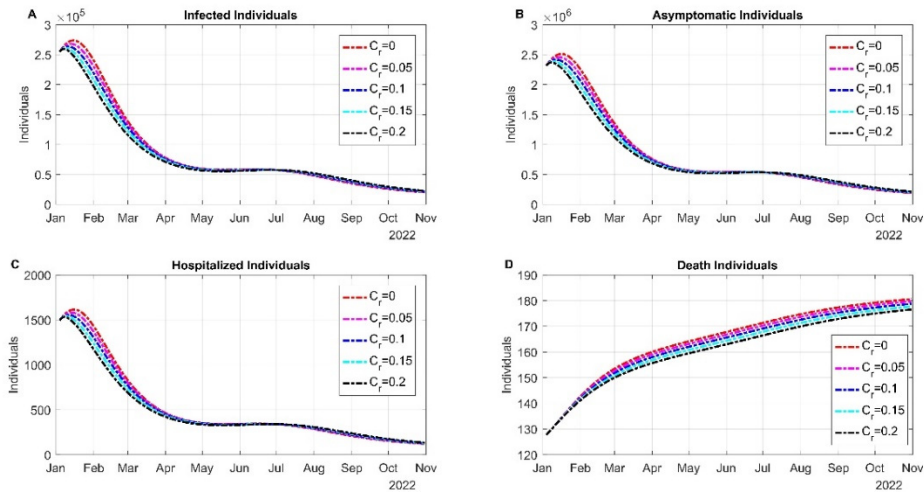 A
Infected Individuals
×10⁵
3
2.5
2
1.5
1
0.5
0
Individuals
Jan Feb Mar Apr May Jun Jul Aug Sep Oct Nov
2022
C_r=0
C_r=0.05
C_r=0.1
C_r=0.15
C_r=0.2
B
Asymptomatic Individuals
×10⁶
3
2.5
2
1.5
1
0.5
0
Individuals
Jan Feb Mar Apr May Jun Jul Aug Sep Oct Nov
2022
C_r=0
C_r=0.05
C_r=0.1
C_r=0.15
C_r=0.2
C
Hospitalized Individuals
2000
1500
1000
500
0
Individuals
Jan Feb Mar Apr May Jun Jul Aug Sep Oct Nov
2022
C_r=0
C_r=0.05
C_r=0.1
C_r=0.15
C_r=0.2
D
Death Individuals
190
180
170
160
150
140
130
120
Individuals
Jan Feb Mar Apr May Jun Jul Aug Sep Oct Nov
2022
C_r=0
C_r=0.05
C_r=0.1
C_r=0.15
C_r=0.2